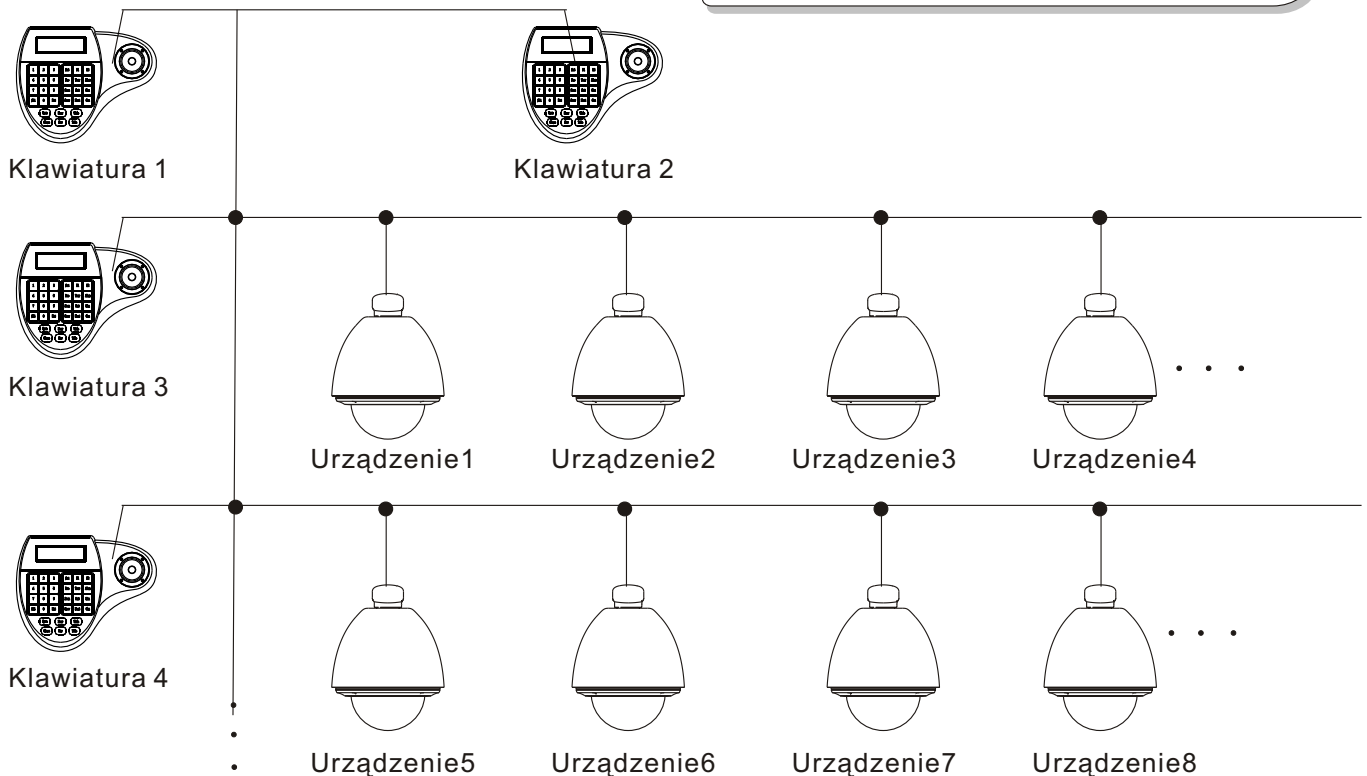 Klawiatura 1 Klawiatura 2
Klawiatura 3
Urządzenie1 Urządzenie2 Urządzenie3 Urządzenie4
Klawiatura 4
Urządzenie5 Urządzenie6 Urządzenie7 Urządzenie8